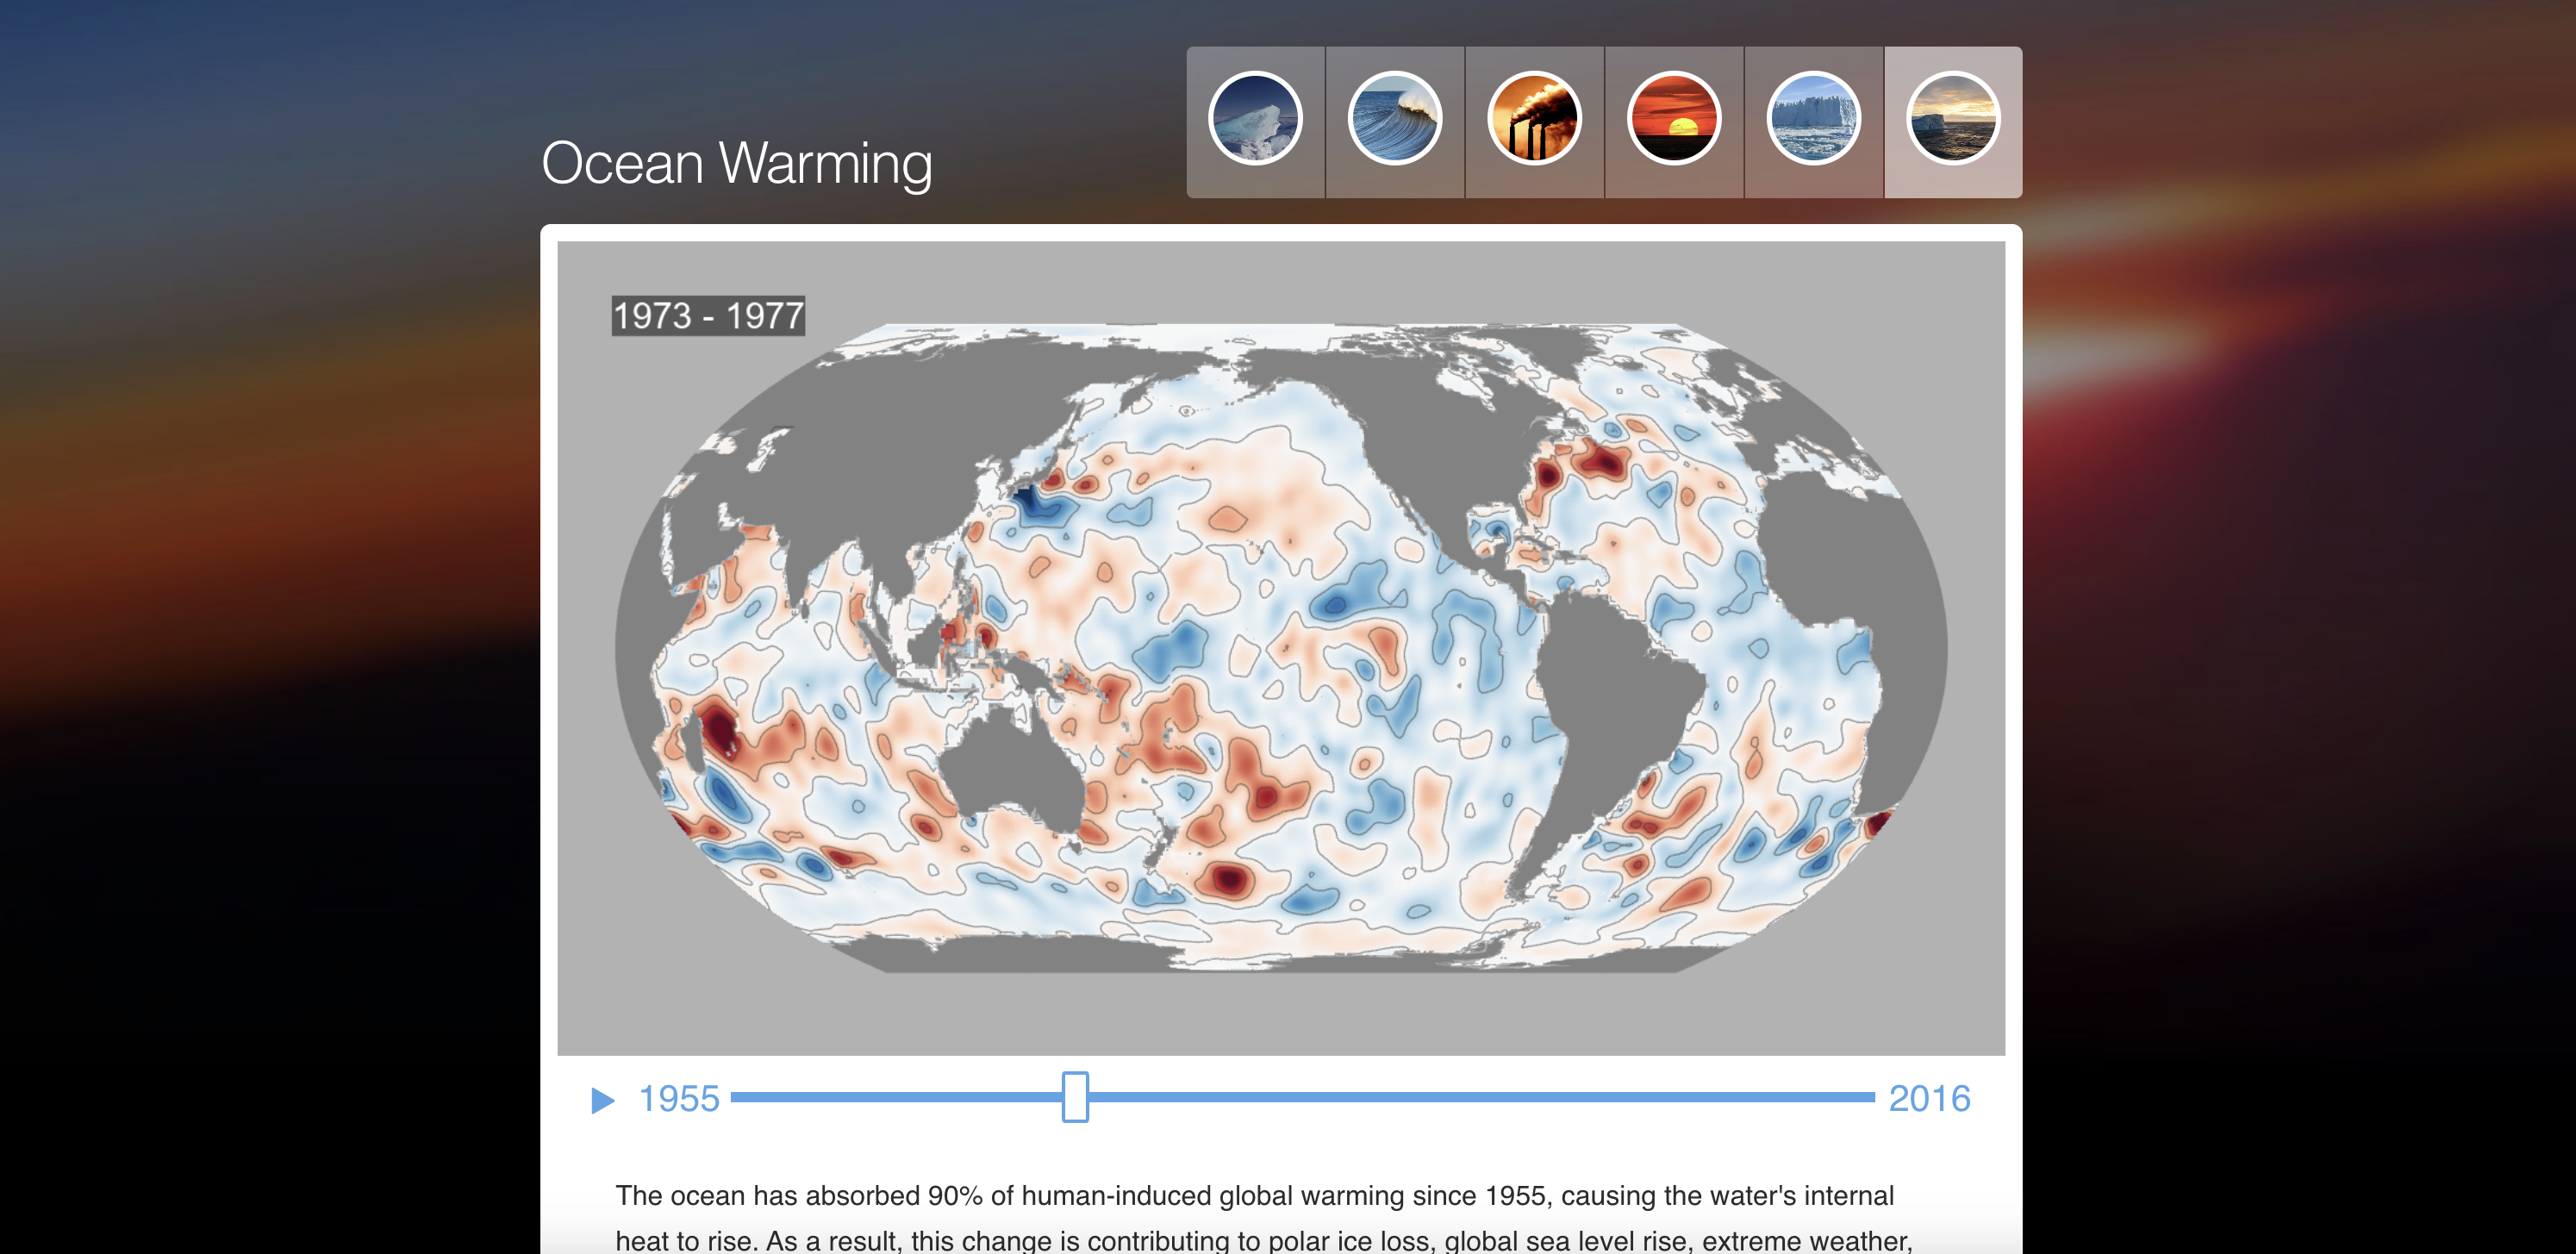 Ocean Warming
1973 - 1977
1955
2016
The ocean has absorbed 90% of human-induced global warming since 1955, causing the water's internal
heat to rise. As a result, this change is contributing to polar ice loss, global sea level rise, extreme weather,